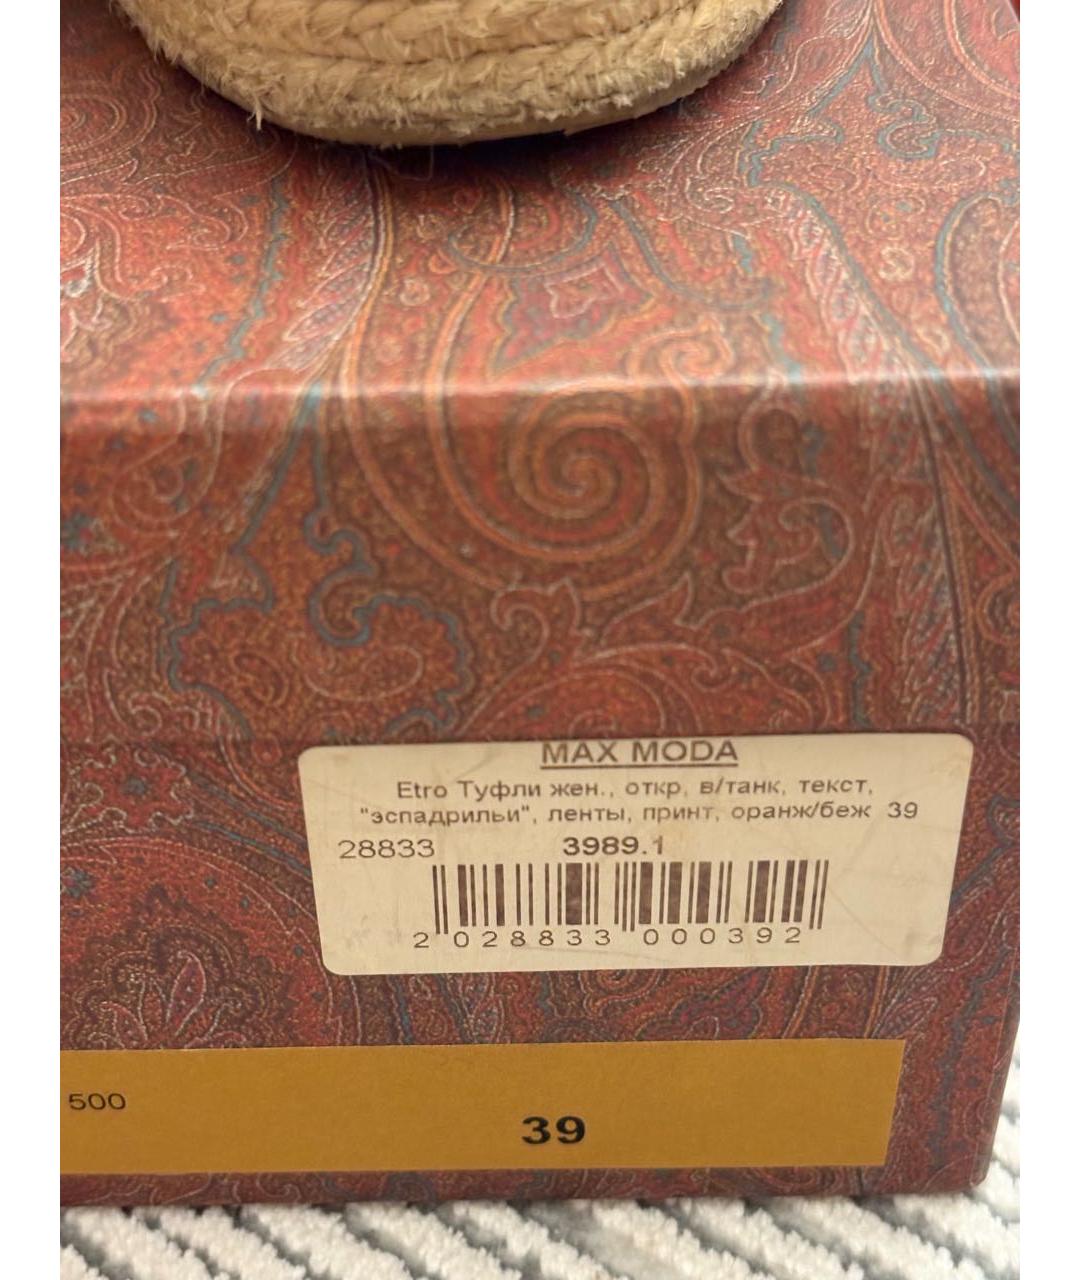 MAX MODA
Etro Туфли жен., откр, в/танк, текст,
"эспадрильи", ленты, принт, оранж/беж 39
28833 3989.1
2 028833 000392
500
39